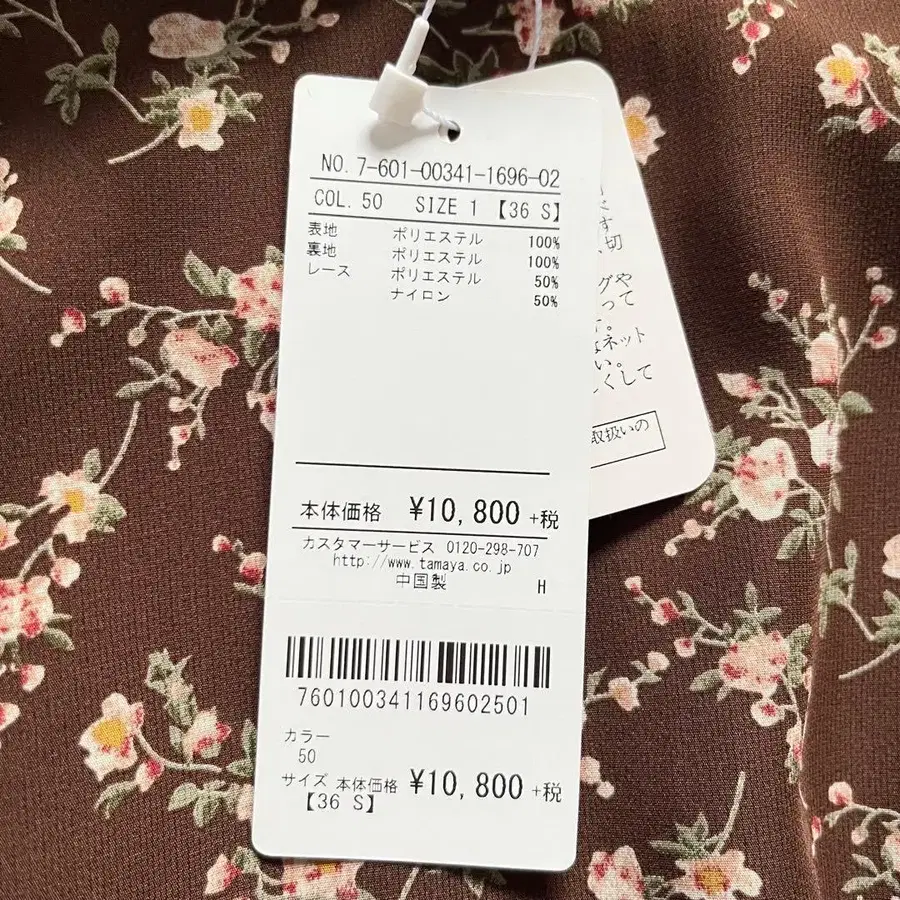 NO. 7-601-00341-1696-02
COL. 50 SIZE 1 【36 S】
表地 ポリエステル 100%
裏地 ポリエステル 100%
レース ポリエステル 50%
ナイロン 50%
本体価格 ¥10,800 +税
カスタマーサービス 0120-298-707
http://www.tamaya.co.jp
中国製 H
760100341169602501
カラー
50
サイズ 本体価格 ¥10,800 +税
【36 S】
す
切
グや
って
ネット
い。
くして
取扱いの